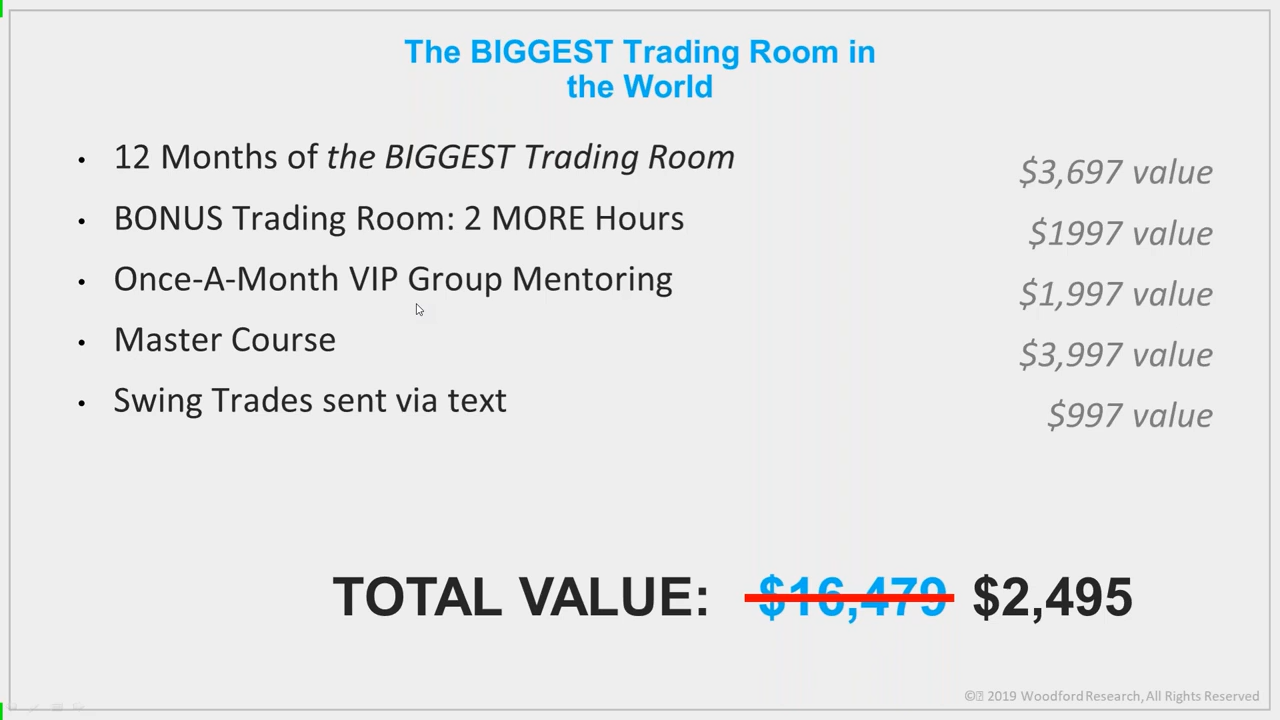 The BIGGEST Trading Room in
the World
• 12 Months of the BIGGEST Trading Room
$3,697 value
• BONUS Trading Room: 2 MORE Hours
$1997 value
• Once-A-Month VIP Group Mentoring
$1,997 value
• Master Course
$3,997 value
• Swing Trades sent via text
$997 value
TOTAL VALUE: $16,479 $2,495
© 2019 Woodford Research, All Rights Reserved